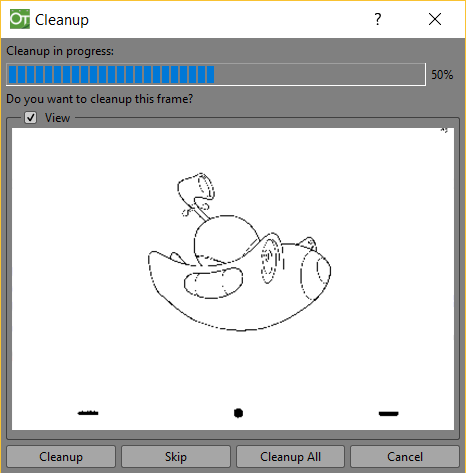 OT Cleanup
Cleanup in progress:
50%
Do you want to cleanup this frame?
View
Cleanup Skip Cleanup All Cancel